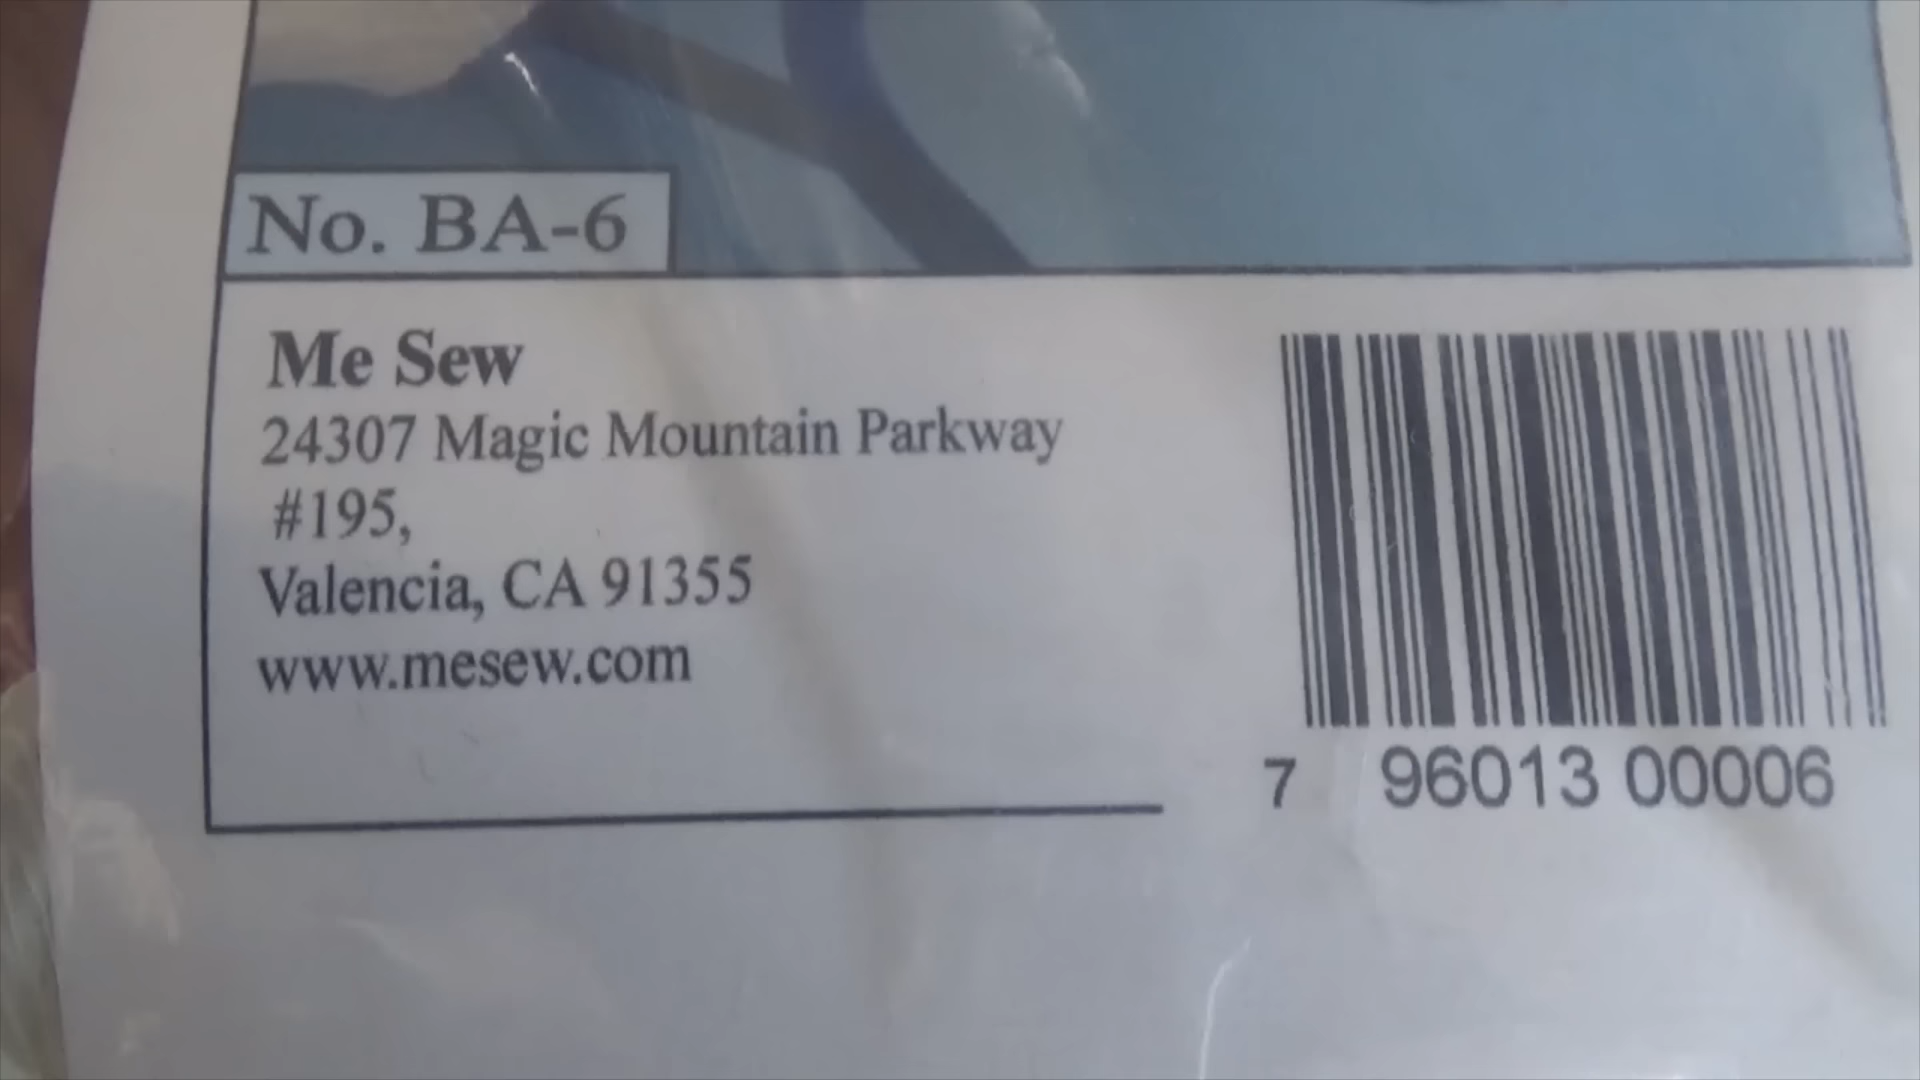 No. BA-6
Me Sew
24307 Magic Mountain Parkway
#195,
Valencia, CA 91355
www.mesew.com
7 96013 00006